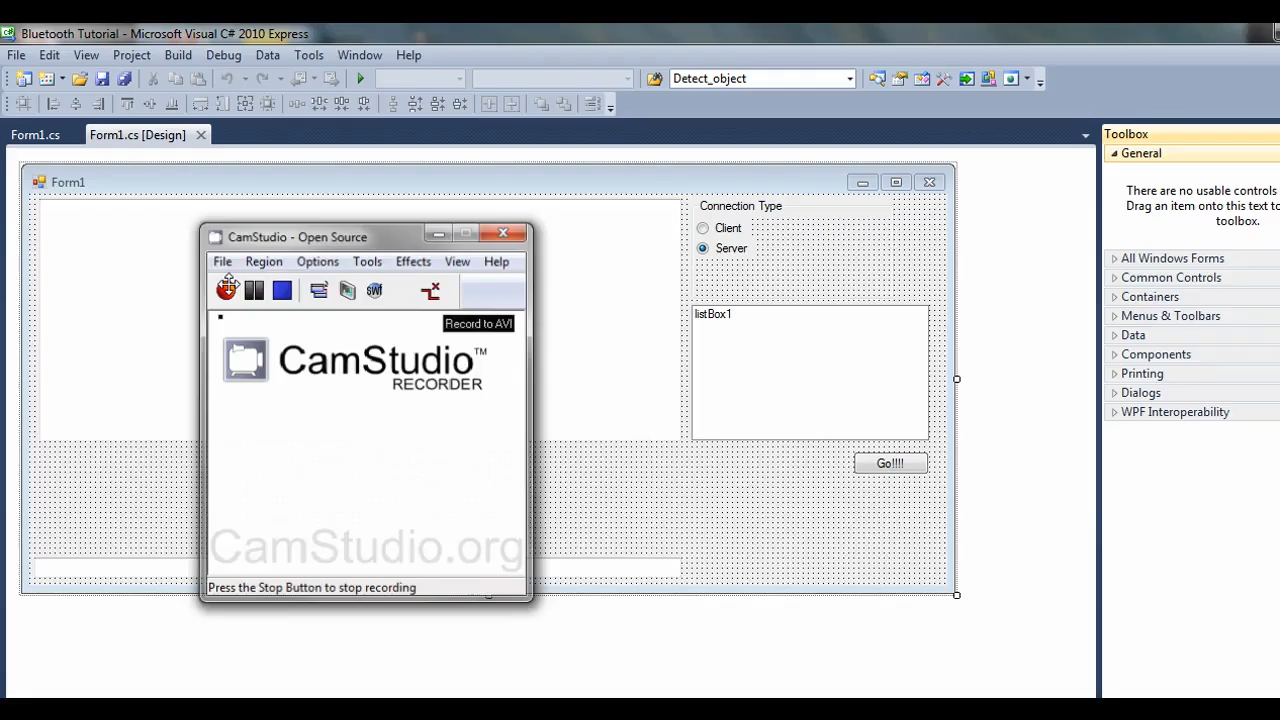 Bluetooth Tutorial - Microsoft Visual C# 2010 Express
File Edit View Project Build Debug Data Tools Window Help
Detect_object
Form1.cs Form1.cs [Design]
Toolbox
General
There are no usable controls
Drag an item onto this text to
toolbox.
All Windows Forms
Common Controls
Containers
Menus & Toolbars
Data
Components
Printing
Dialogs
WPF Interoperability
Form1
Connection Type
Client
Server
listBox1
Go!!!!
CamStudio - Open Source
File Region Options Tools Effects View Help
SWF
Record to AVI
CamStudio™
RECORDER
CamStudio.org
Press the Stop Button to stop recording